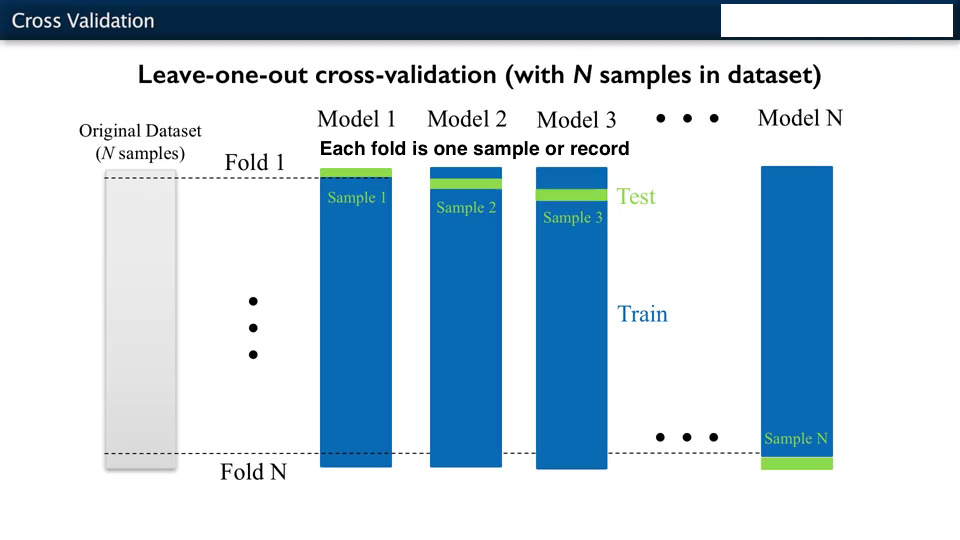 Cross Validation
Leave-one-out cross-validation (with N samples in dataset)
Model 1
Model 2
Model 3
• • •
Model N
Original Dataset
(N samples)
Each fold is one sample or record
Fold 1
Sample 1
Sample 2
Sample 3
Test
Train
Sample N
Fold N